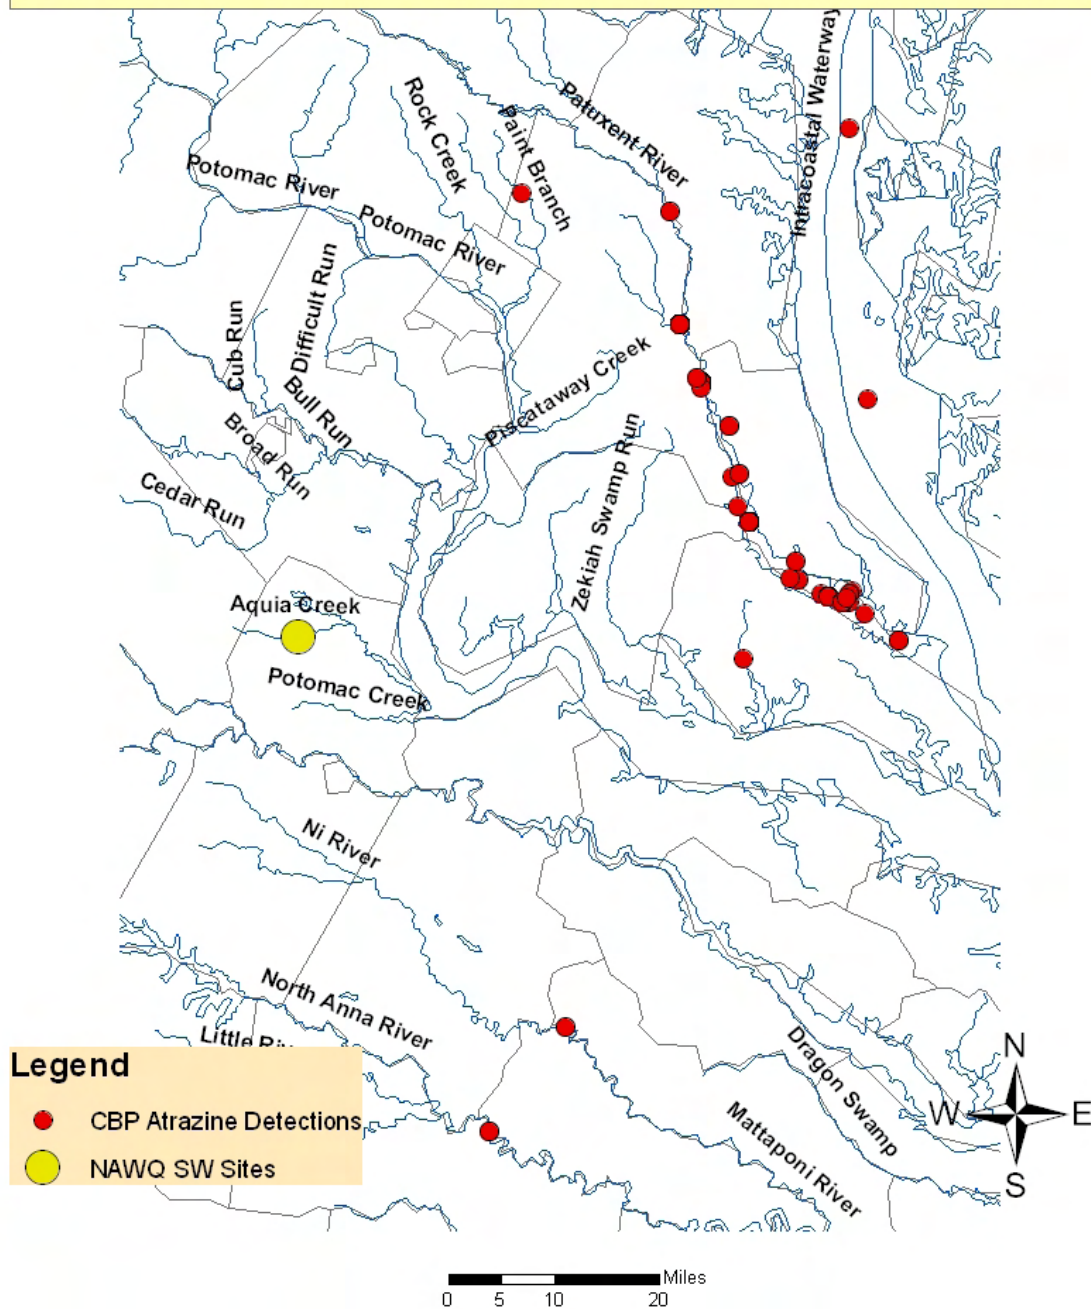 Intracoastal Waterway
Patuxent River
Rock Creek
Paint Branch
Potomac River
Potomac River
Difficult Run
Cub Run
Bull Run
Piscataway Creek
Broad Run
Zekiah Swamp Run
Cedar Run
Aquia Creek
Potomac Creek
Ni River
North Anna River
Little
Dragon Swamp
Mattaponi River
Legend
CBP Atrazine Detections
NAWQ SW Sites
N
W E
S
Miles
0 5 10 20